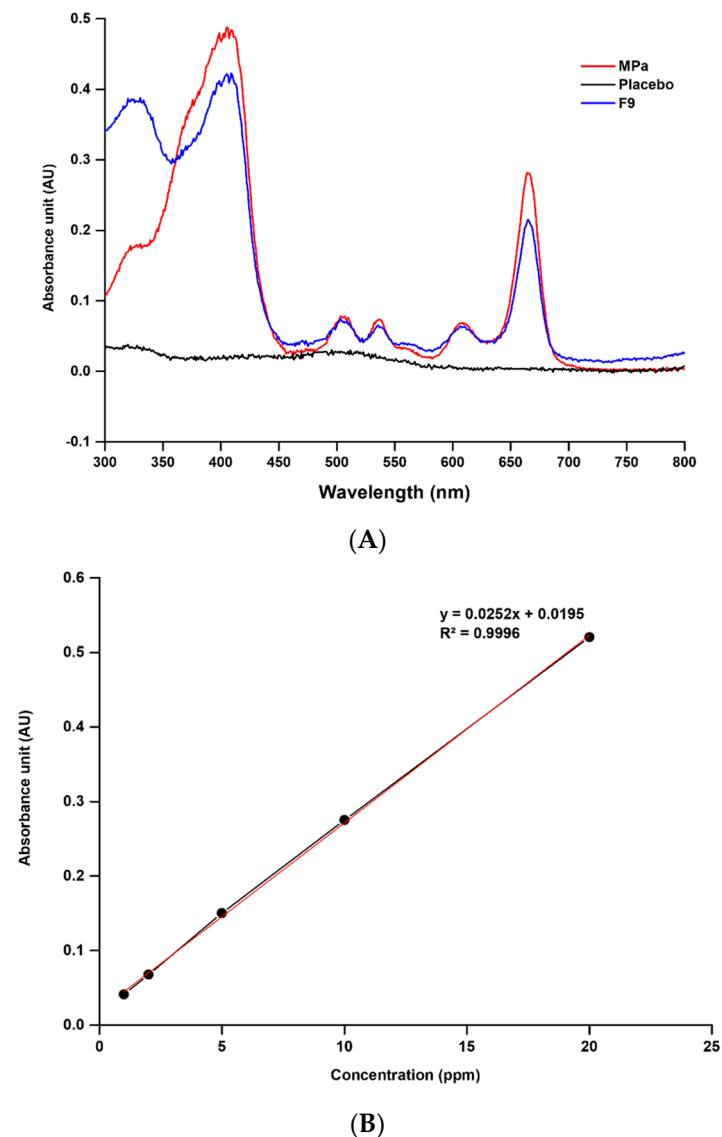 0.5
0.4
0.3
0.2
0.1
0.0
-0.1
Absorbance unit (AU)
MPa
Placebo
F9
300 350 400 450 500 550 600 650 700 750 800
Wavelength (nm)
(A)
0.6
0.5
0.4
0.3
0.2
0.1
0.0
Absorbance unit (AU)
y = 0.0252x + 0.0195
R² = 0.9996
0 5 10 15 20 25
Concentration (ppm)
(B)